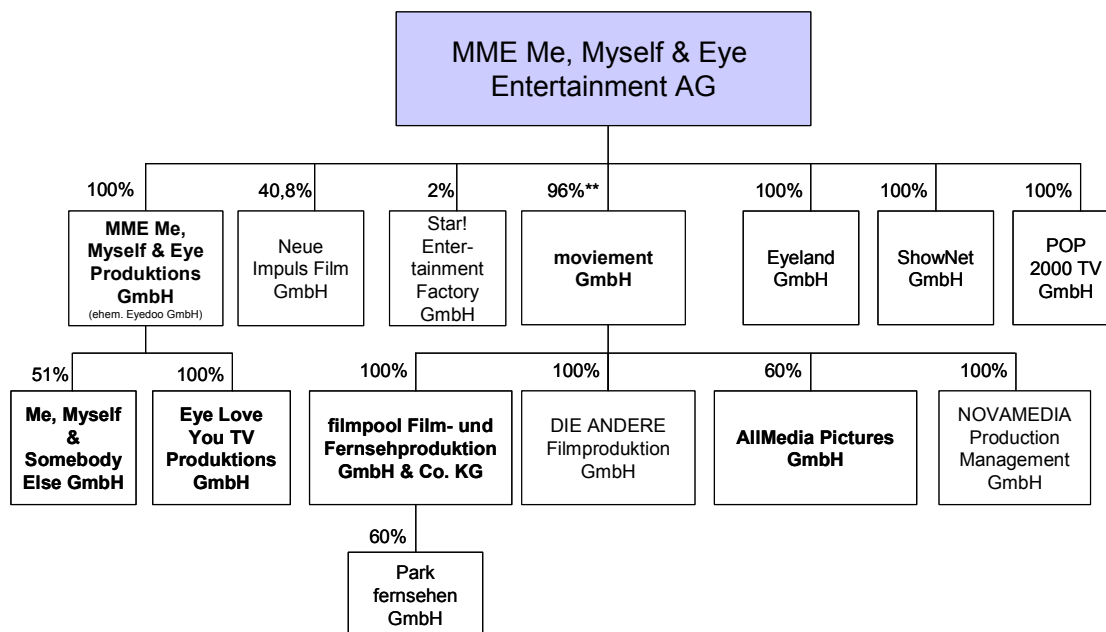 MME Me, Myself & Eye
Entertainment AG
100%
40,8%
2%
96%**
100%
100%
100%
MME Me,
Myself & Eye
Produktions
GmbH
(ehem. Eyedoo GmbH)
Neue
Impuls Film
GmbH
Star!
Enter-
tainment
Factory
GmbH
moviement
GmbH
Eyeland
GmbH
ShowNet
GmbH
POP
2000 TV
GmbH
51%
100%
100%
100%
60%
100%
Me, Myself
&
Somebody
Else GmbH
Eye Love
You TV
Produktions
GmbH
filmpool Film- und
Fernsehproduktion
GmbH & Co. KG
DIE ANDERE
Filmproduktion
GmbH
AllMedia Pictures
GmbH
NOVAMEDIA
Production
Management
GmbH
60%
Park
fernsehen
GmbH